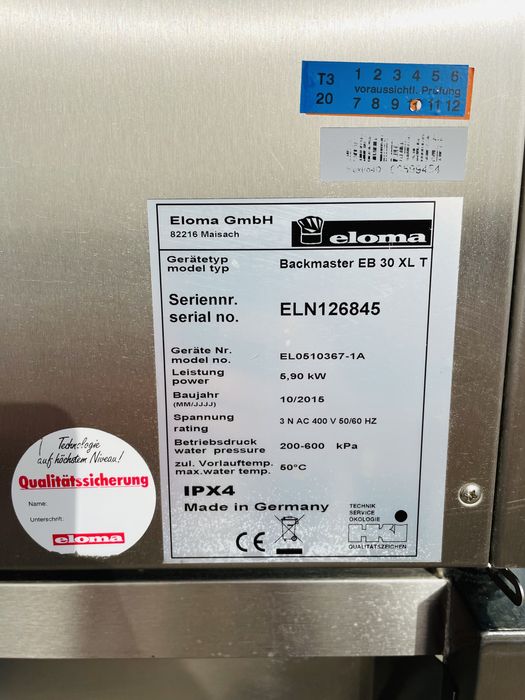 T3 1 2 3 4 5 6
voraussichtl. Prüfung
20 7 8 9 10 11 12
Eloma GmbH
82216 Maisach
eloma
Gerätetyp
model typ
Backmaster EB 30 XL T
Seriennr.
serial no.
ELN126845
Geräte Nr.
model no.
EL0510367-1A
Leistung
power
5,90 kW
Baujahr
(MM/JJJJ)
10/2015
Spannung
rating
3 N AC 400 V 50/60 HZ
Betriebsdruck
water pressure
200-600 kPa
zul. Vorlauftemp.
max.water temp.
50°C
IPX4
Made in Germany
CE
TECHNIK
SERVICE
ÖKOLOGIE
HKI
QUALITÄTSZEICHEN
Technologie
auf höchstem Niveau!
Qualitätssicherung
Name:
Unterschrift:
eloma